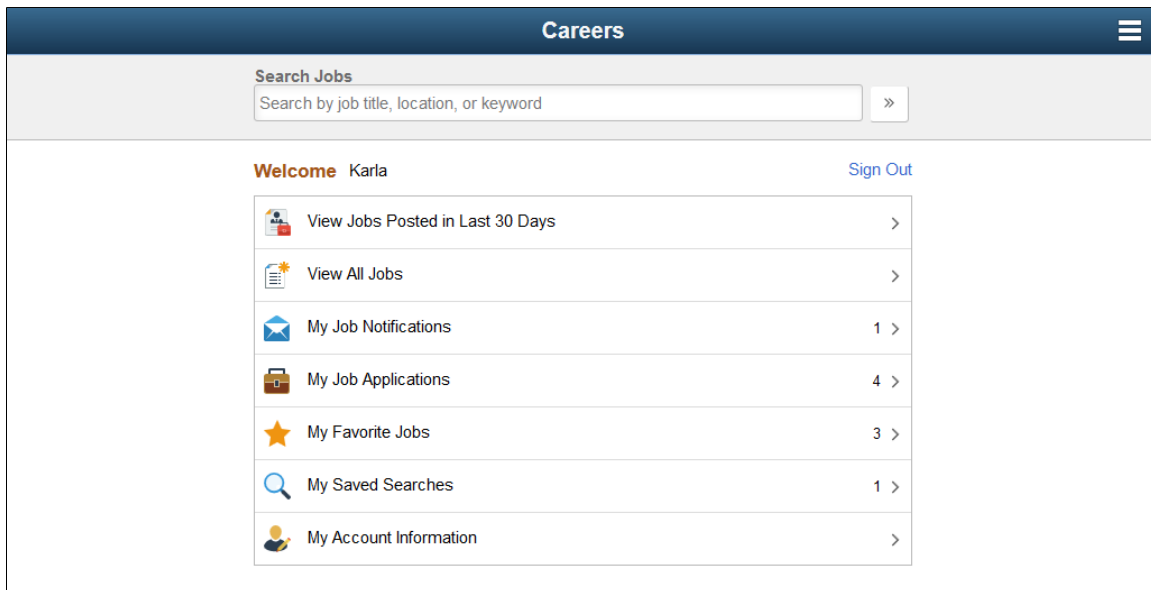 Careers
Search Jobs
Search by job title, location, or keyword
Welcome Karla Sign Out
View Jobs Posted in Last 30 Days
View All Jobs
My Job Notifications 1
My Job Applications 4
My Favorite Jobs 3
My Saved Searches 1
My Account Information